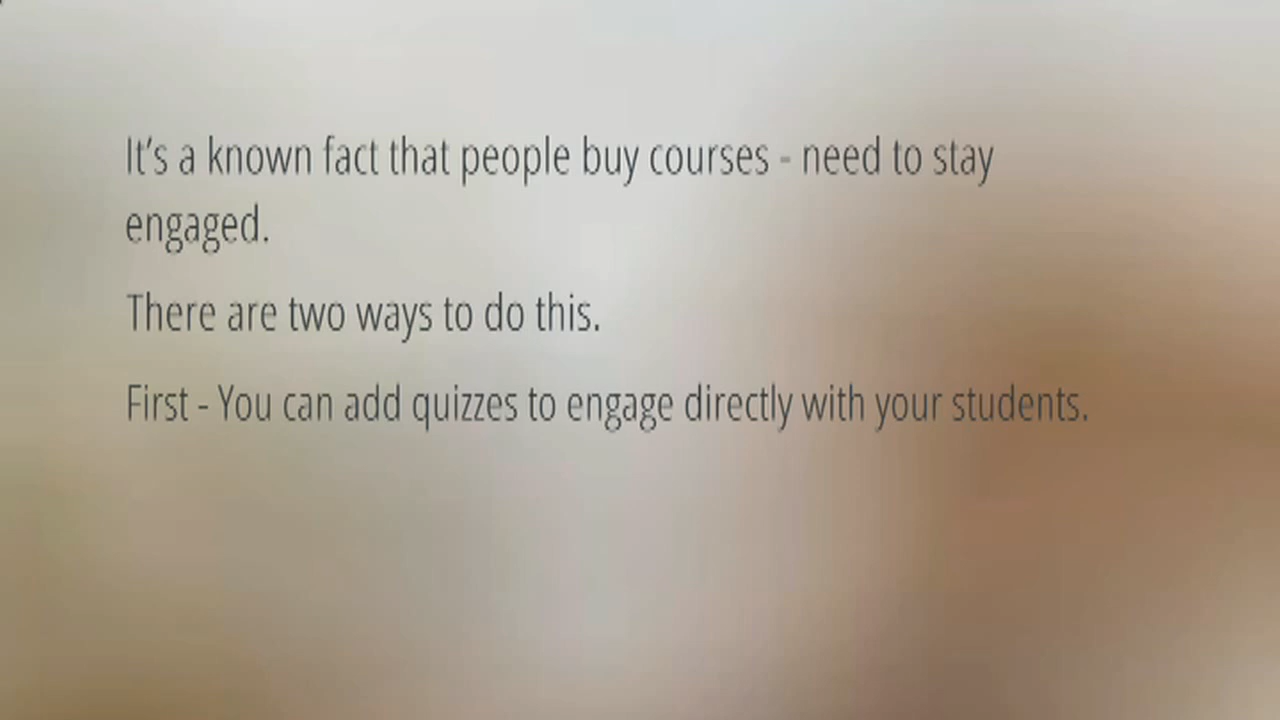 It’s a known fact that people buy courses - need to stay
engaged.
There are two ways to do this.
First - You can add quizzes to engage directly with your students.